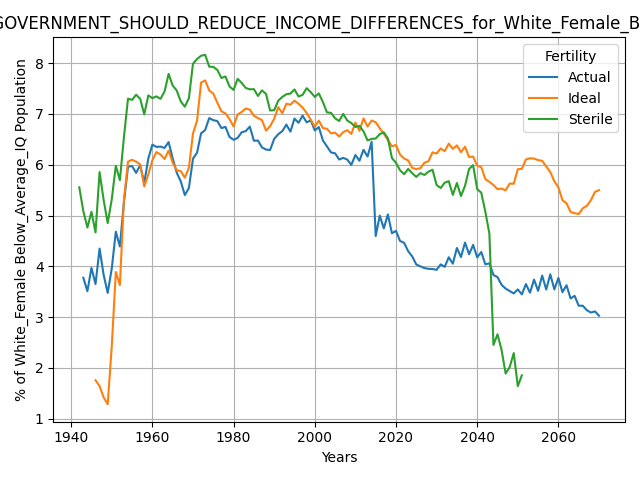 GOVERNMENT_SHOULD_REDUCE_INCOME_DIFFERENCES_for_White_Female_B
Fertility
Actual
Ideal
Sterile
% of White_Female Below_Average_IQ Population
8
7
6
5
4
3
2
1
1940 1960 1980 2000 2020 2040 2060
Years